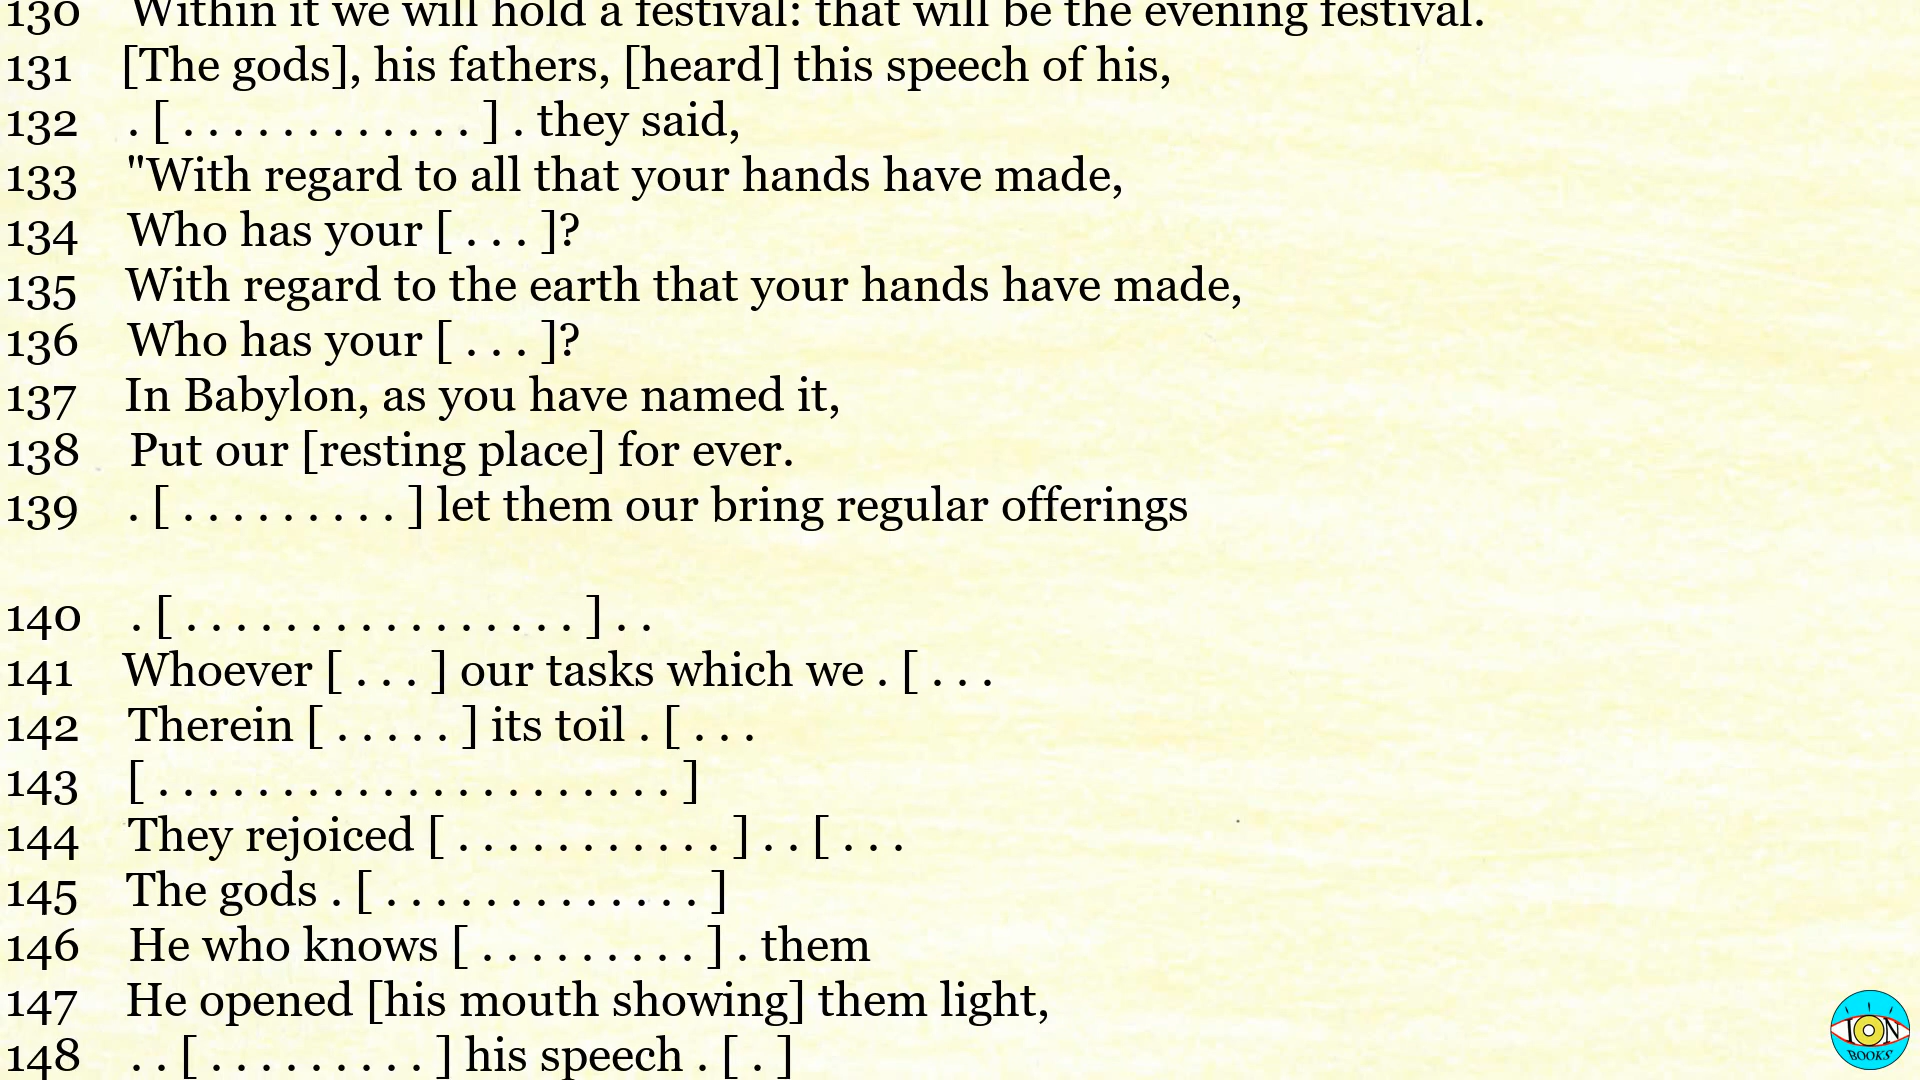 130 Within it we will hold a festival: that will be the evening festival.
131 [The gods], his fathers, [heard] this speech of his,
132 . [ . . . . . . . . . . . . ] . they said,
133 "With regard to all that your hands have made,
134 Who has your [ . . . ]?
135 With regard to the earth that your hands have made,
136 Who has your [ . . . ]?
137 In Babylon, as you have named it,
138 Put our [resting place] for ever.
139 . [ . . . . . . . . . ] let them our bring regular offerings
140 . [ . . . . . . . . . . . . . . . . ] . .
141 Whoever [ . . . ] our tasks which we . [ . . .
142 Therein [ . . . . . ] its toil . [ . . .
143 [ . . . . . . . . . . . . . . . . . . . . . ]
144 They rejoiced [ . . . . . . . . . . . ] . . [ . . .
145 The gods . [ . . . . . . . . . . . . . ]
146 He who knows [ . . . . . . . . . ] . them
147 He opened [his mouth showing] them light,
148 . . [ . . . . . . . . . . ] his speech . [ . ]
ION
BOOKS